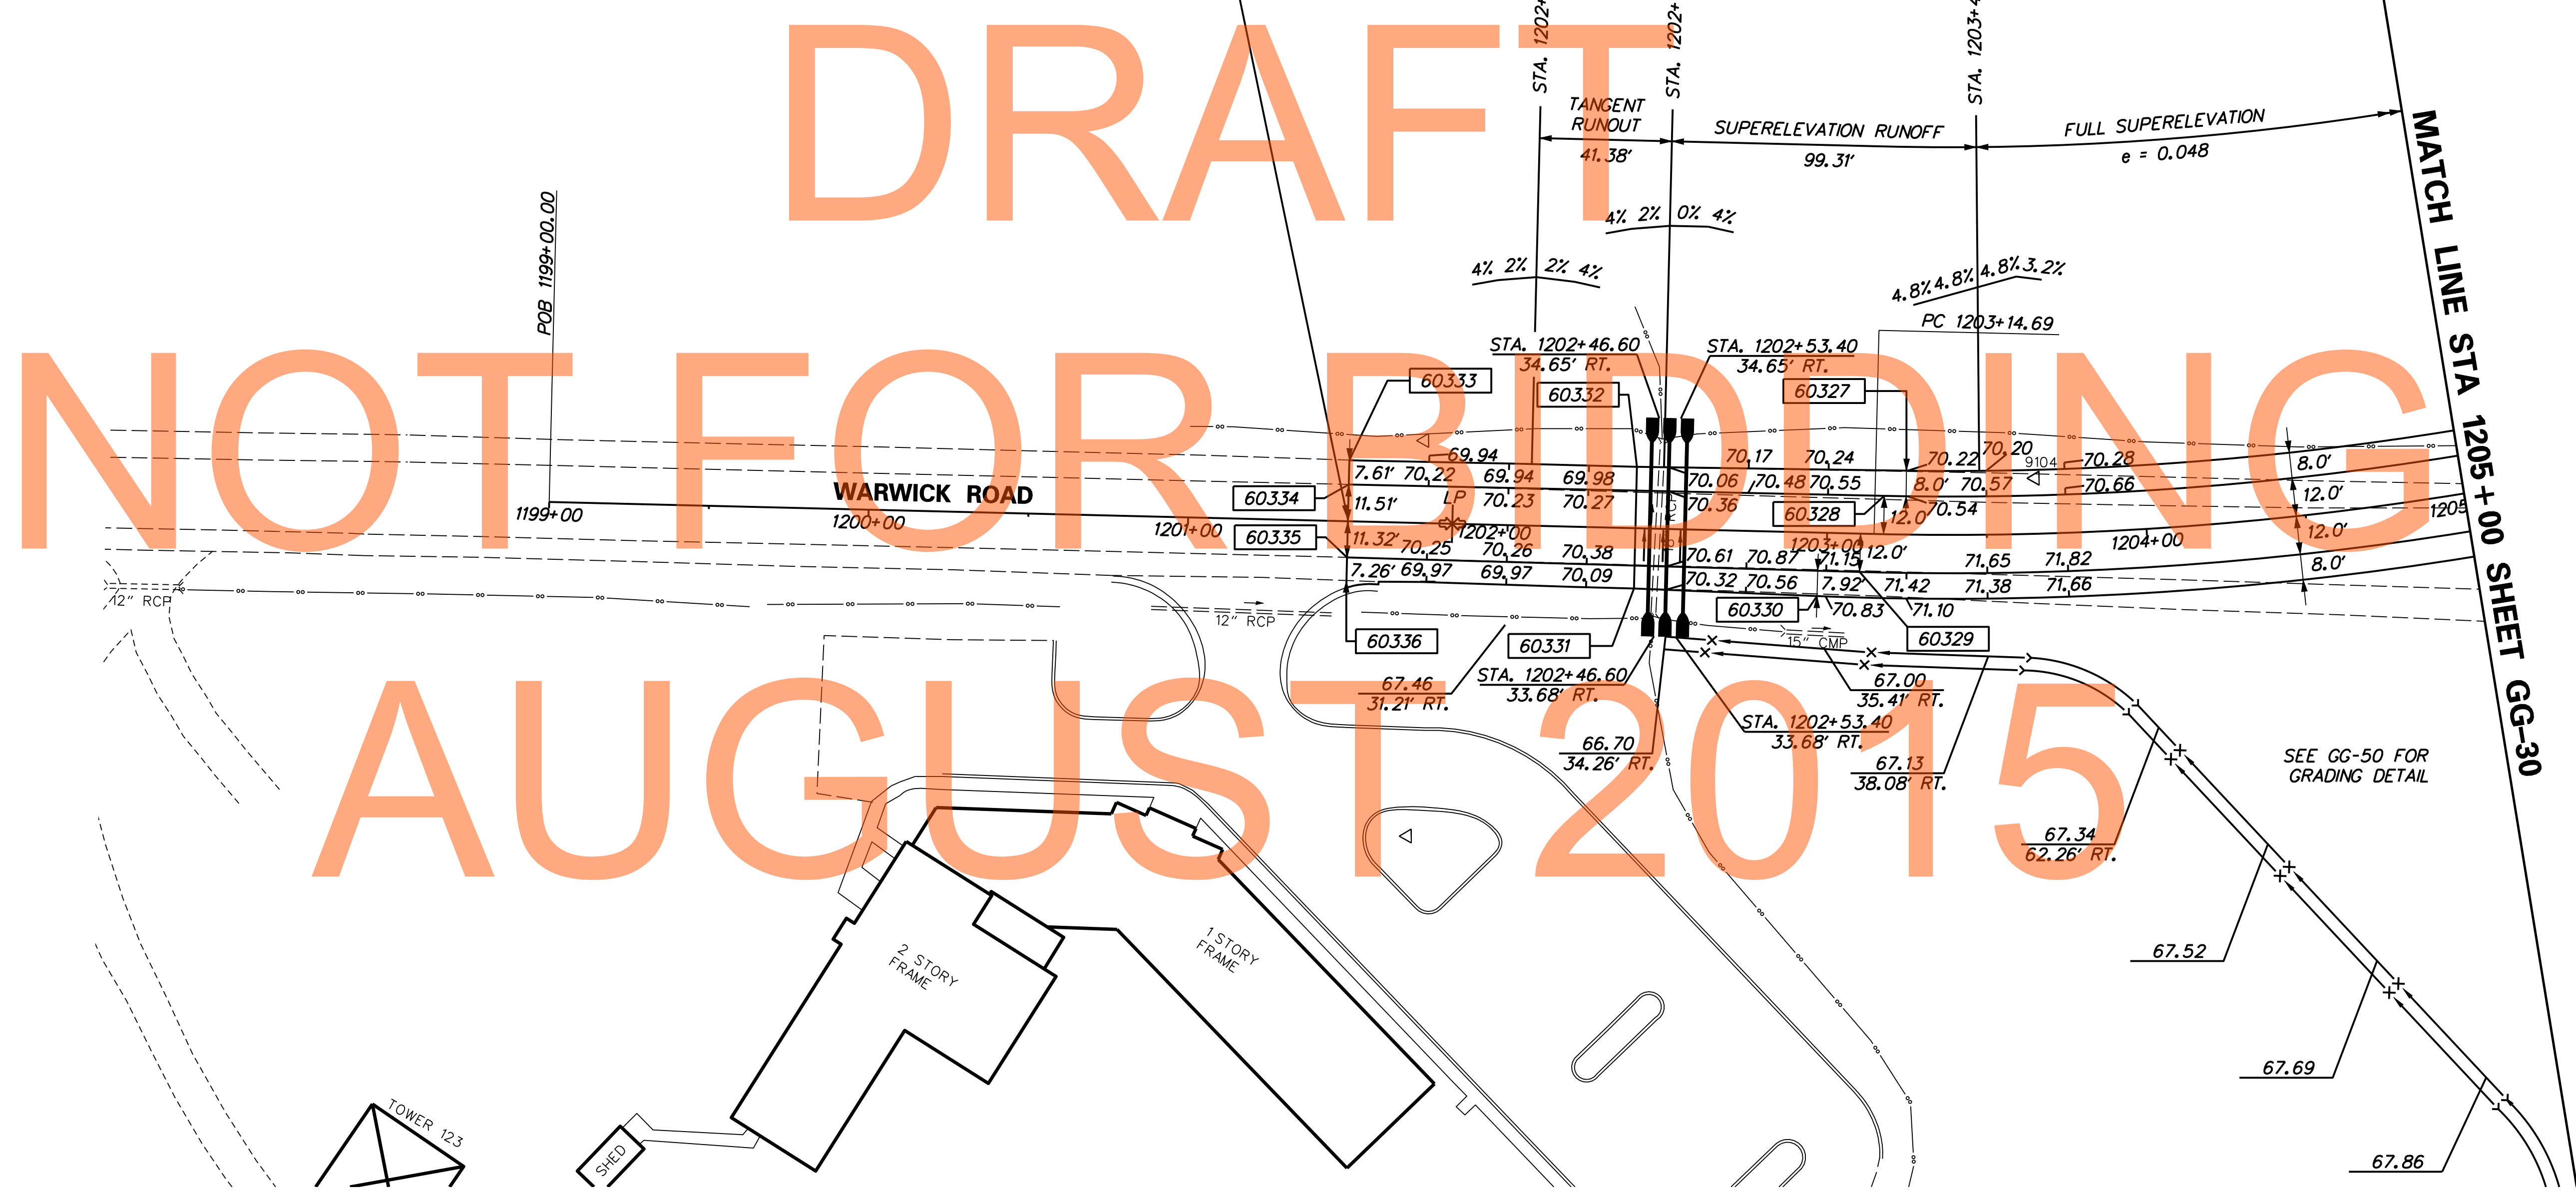 DRAFT
NOT FOR BIDDING
AUGUST 2015
STA. 1202+
STA. 1202+
STA. 1203+4
TANGENT
RUNOUT
41.38'
SUPERELEVATION RUNOFF
99.31'
FULL SUPERELEVATION
e = 0.048
MATCH LINE STA 1205+00 SHEET GG-30
POB 1199+00.00
4% 2% 0% 4%
4% 2% 2% 4%
4.8% 4.8% 4.8% 3.2%
PC 1203+14.69
STA. 1202+46.60
34.65' RT.
STA. 1202+53.40
34.65' RT.
60333
60332
60327
69.94
70.17
70.24
70.22
70.20
9104
70.28
8.0'
7.61'
70.22
69.94
69.98
70.06
70.48
70.55
8.0'
70.57
70.66
12.0'
60334
WARWICK ROAD
11.51'
LP
70.23
70.27
70.36
RCP
60328
12.0'
70.54
1205
1199+00
1200+00
1201+00
1202+00
1203+00
1204+00
12.0'
60335
11.32'
70.25
70.26
70.38
70.61
70.87
71.15
12.0'
71.65
71.82
8.0'
7.26'
69.97
69.97
70.09
70.32
70.56
7.92'
71.42
71.38
71.66
12" RCP
12" RCP
60330
70.83
71.10
15" CMP
60336
60331
60329
67.46
31.21' RT.
STA. 1202+46.60
33.68' RT.
67.00
35.41' RT.
STA. 1202+53.40
33.68' RT.
66.70
34.26' RT.
67.13
38.08' RT.
SEE GG-50 FOR
GRADING DETAIL
67.34
62.26' RT.
67.52
67.69
67.86
2 STORY
FRAME
1 STORY
FRAME
TOWER 123
SHED